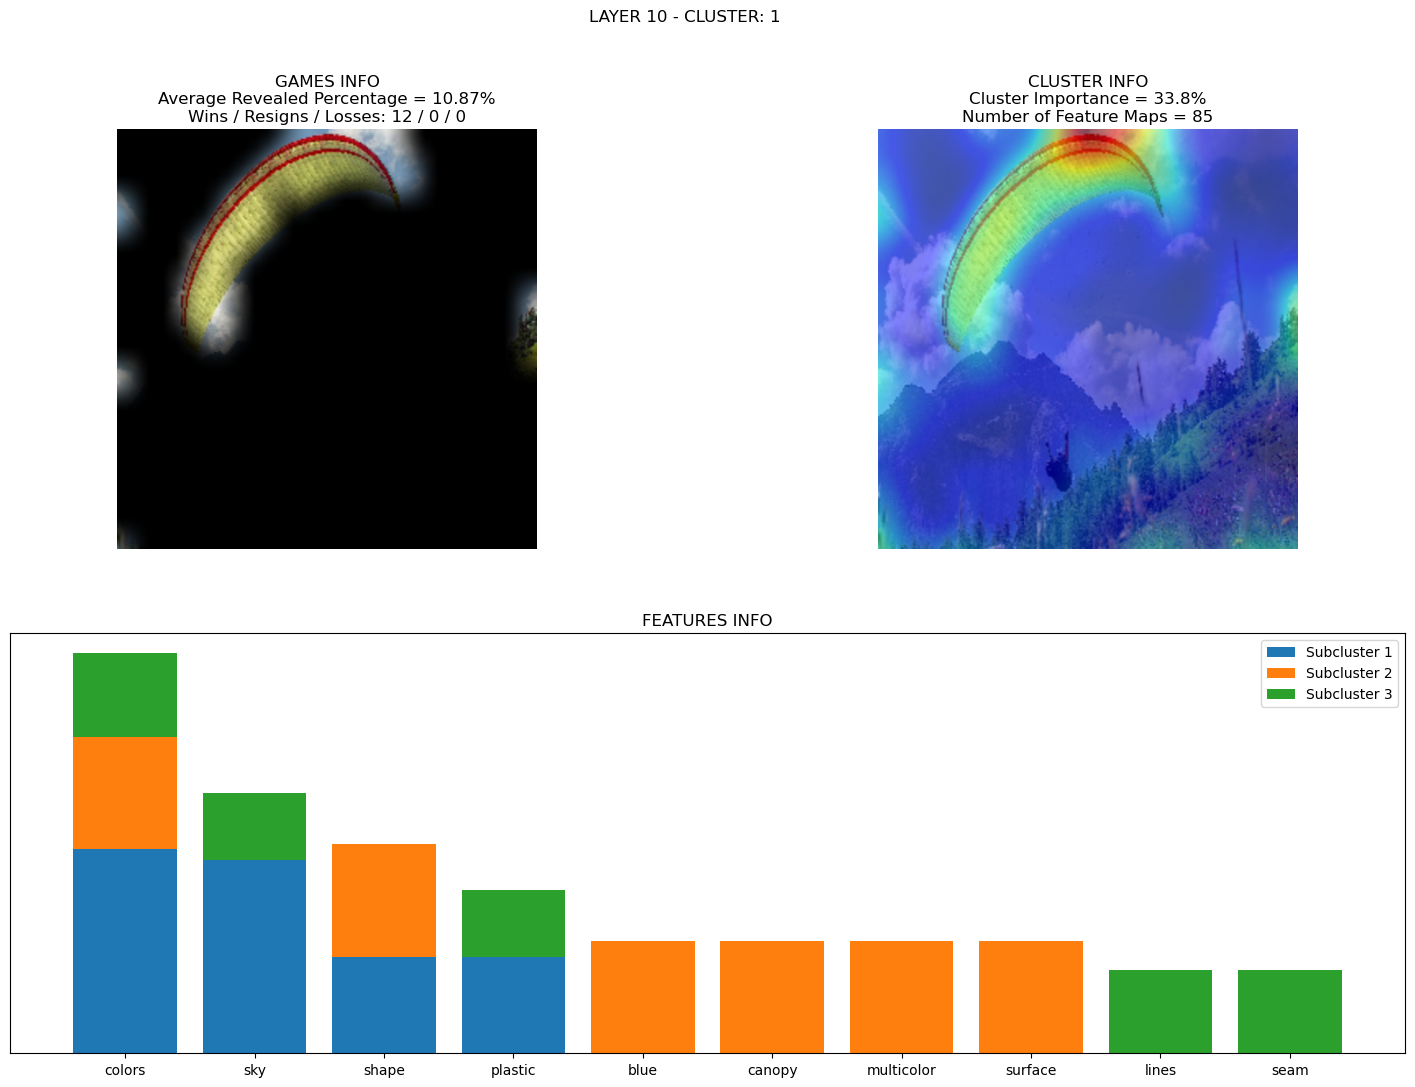 LAYER 10 - CLUSTER: 1
GAMES INFO
Average Revealed Percentage = 10.87%
Wins / Resigns / Losses: 12 / 0 / 0
CLUSTER INFO
Cluster Importance = 33.8%
Number of Feature Maps = 85
FEATURES INFO
Subcluster 1
Subcluster 2
Subcluster 3
colors sky shape plastic blue canopy multicolor surface lines seam